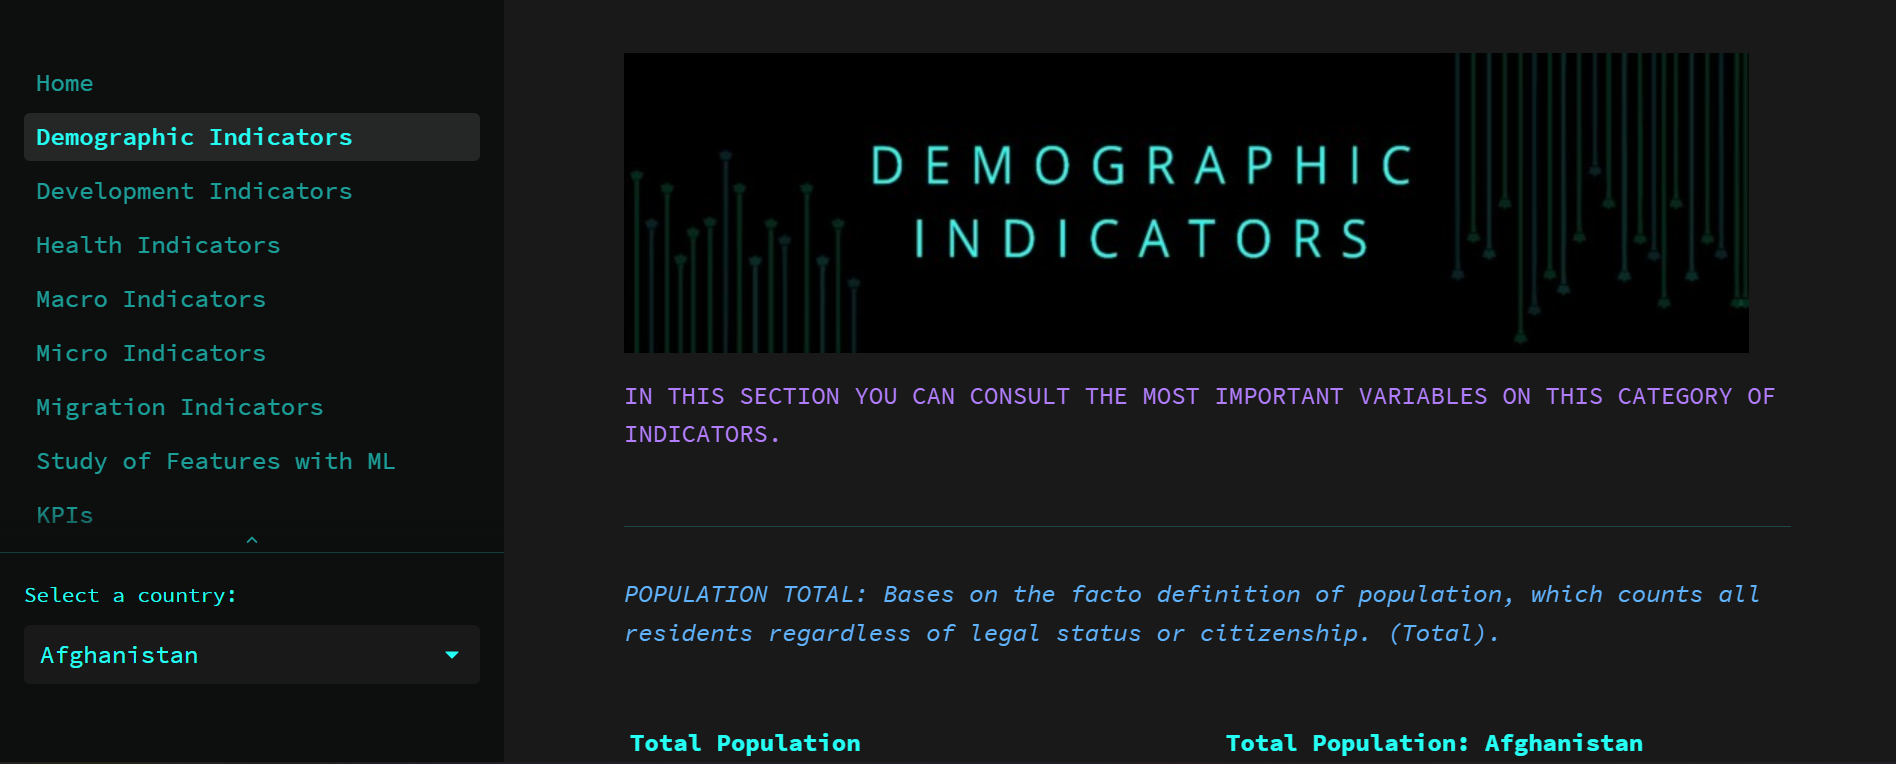 Home
Demographic Indicators
Development Indicators
Health Indicators
Macro Indicators
Micro Indicators
Migration Indicators
Study of Features with ML
KPIs
Select a country:
Afghanistan
DEMOGRAPHIC
INDICATORS
IN THIS SECTION YOU CAN CONSULT THE MOST IMPORTANT VARIABLES ON THIS CATEGORY OF
INDICATORS.
POPULATION TOTAL: Bases on the facto definition of population, which counts all
residents regardless of legal status or citizenship. (Total).
Total Population
Total Population: Afghanistan